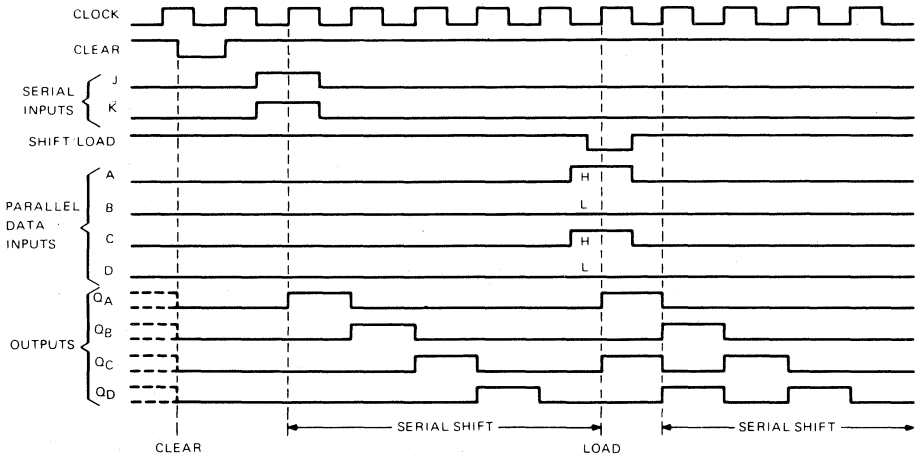 CLOCK
CLEAR
SERIAL
INPUTS
J
K̄
SHIFT/LOAD
PARALLEL
DATA
INPUTS
A
H
B
L
C
H
D
L
OUTPUTS
QA
QB
QC
QD
SERIAL SHIFT
SERIAL SHIFT
CLEAR
LOAD